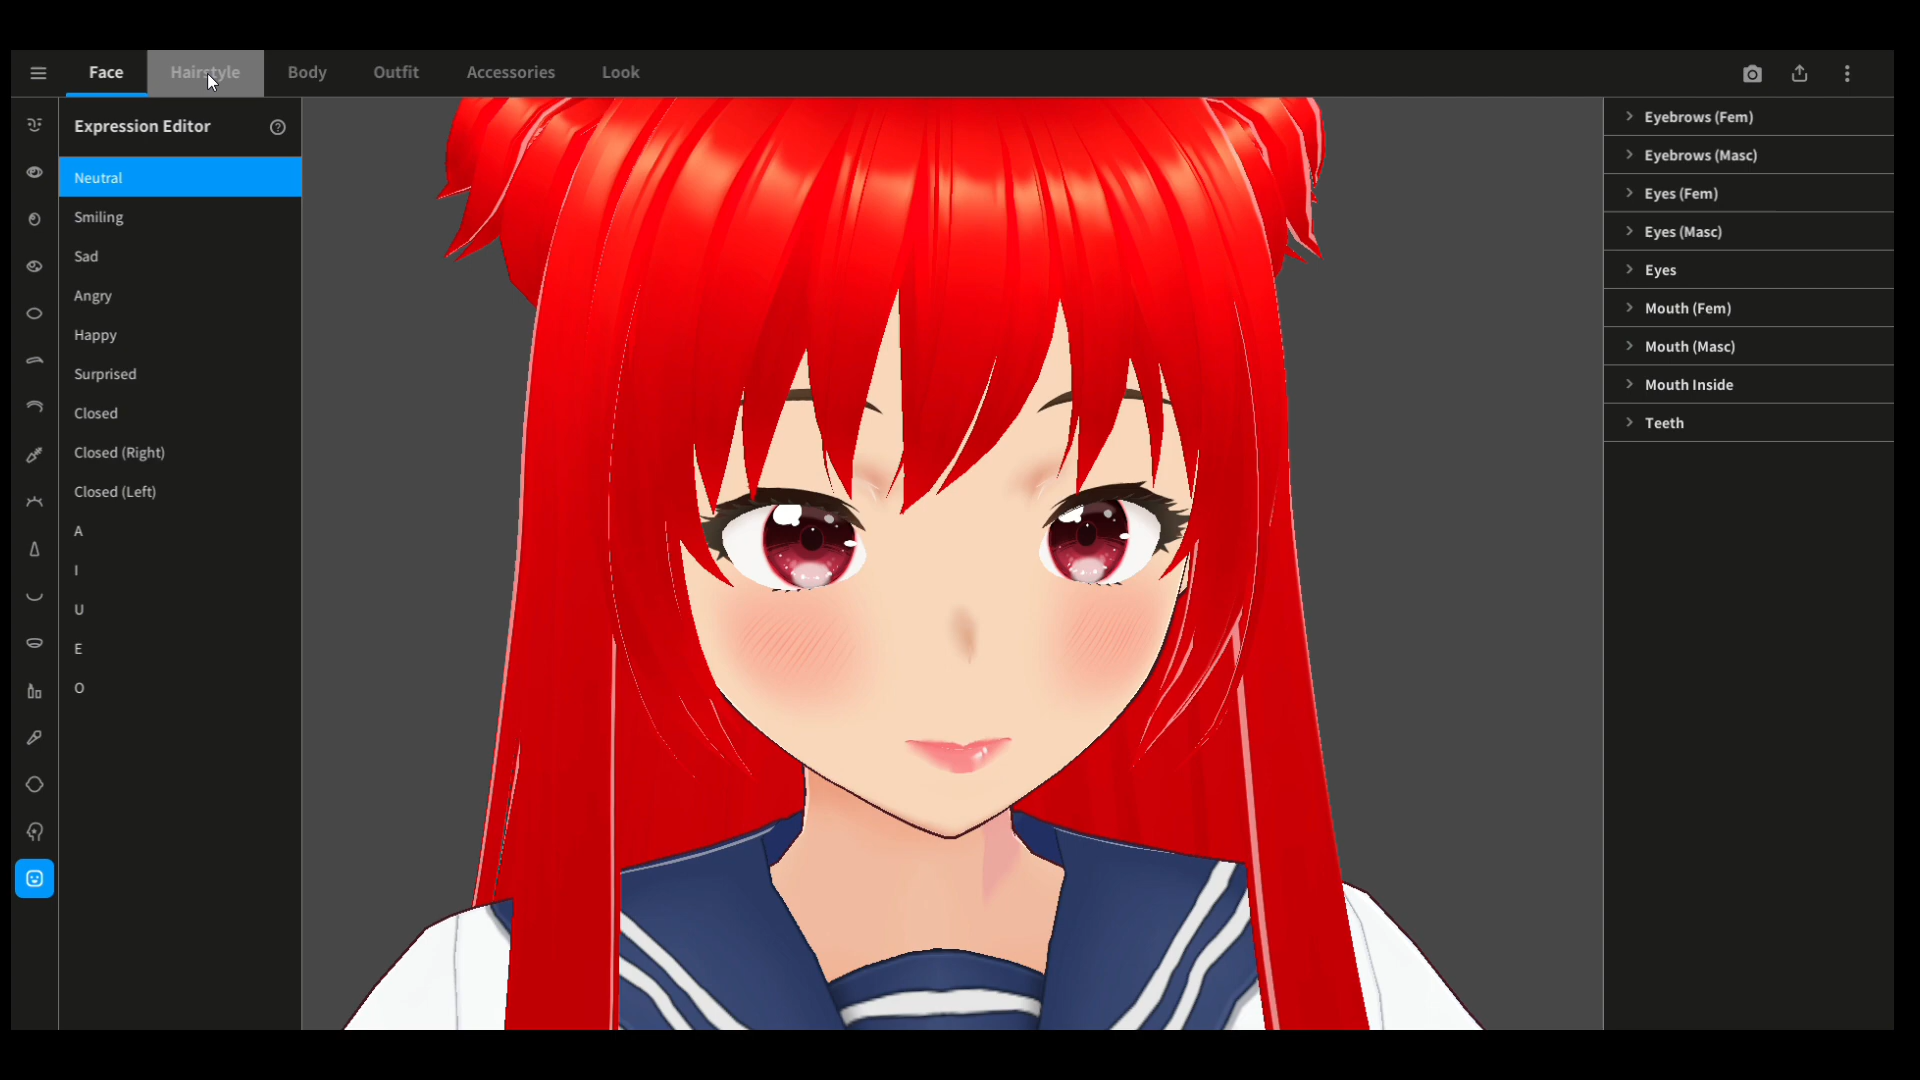 Face
Hairstyle
Body
Outfit
Accessories
Look
Expression Editor
Neutral
Smiling
Sad
Angry
Happy
Surprised
Closed
Closed (Right)
Closed (Left)
A
I
U
E
O
Eyebrows (Fem)
Eyebrows (Masc)
Eyes (Fem)
Eyes (Masc)
Eyes
Mouth (Fem)
Mouth (Masc)
Mouth Inside
Teeth